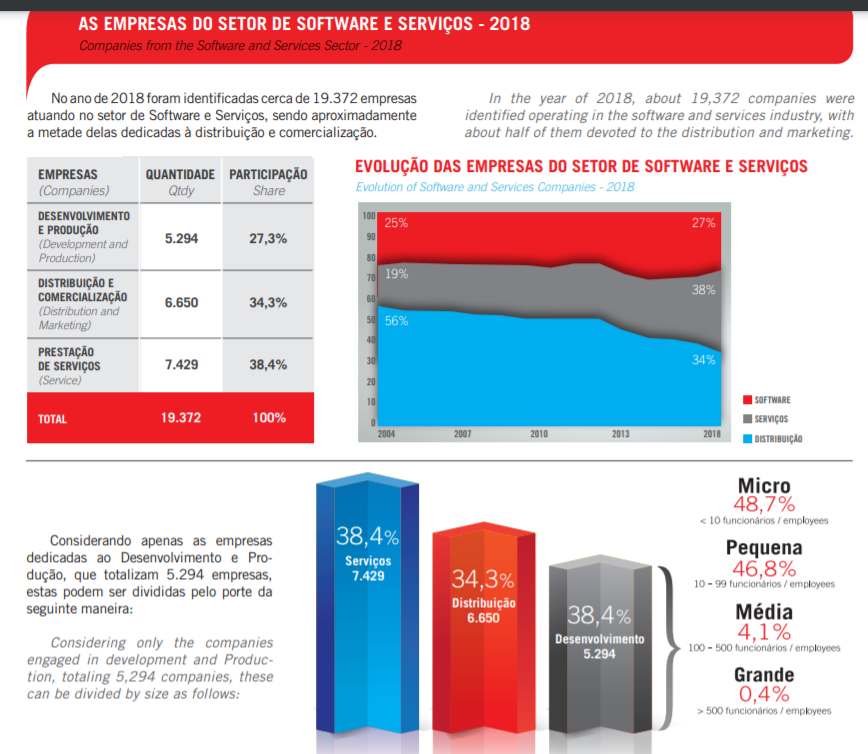 AS EMPRESAS DO SETOR DE SOFTWARE E SERVIÇOS - 2018
Companies from the Software and Services Sector - 2018
No ano de 2018 foram identificadas cerca de 19.372 empresas
atuando no setor de Software e Serviços, sendo aproximadamente
a metade delas dedicadas à distribuição e comercialização.
In the year of 2018, about 19,372 companies were
identified operating in the software and services industry, with
about half of them devoted to the distribution and marketing.
EMPRESAS QUANTIDADE PARTICIPAÇÃO
(Companies) Qtdy Share
DESENVOLVIMENTO
E PRODUÇÃO
(Development and
Production)
5.294 27,3%
DISTRIBUIÇÃO E
COMERCIALIZAÇÃO
(Distribution and
Marketing)
6.650 34,3%
PRESTAÇÃO
DE SERVIÇOS
(Service)
7.429 38,4%
TOTAL 19.372 100%
EVOLUÇÃO DAS EMPRESAS DO SETOR DE SOFTWARE E SERVIÇOS
Evolution of Software and Services Companies - 2018
100
90
80
70
60
50
40
30
20
10
0
25% 27%
19% 38%
56% 34%
2004 2007 2010 2013 2018
SOFTWARE
SERVIÇOS
DISTRIBUIÇÃO
Considerando apenas as empresas
dedicadas ao Desenvolvimento e Pro-
dução, que totalizam 5.294 empresas,
estas podem ser divididas pelo porte da
seguinte maneira:
Considering only the companies
engaged in development and Produc-
tion, totaling 5,294 companies, these
can be divided by size as follows:
38,4%
Serviços
7.429
34,3%
Distribuição
6.650
38,4%
Desenvolvimento
5.294
Micro
48,7%
< 10 funcionários / employees
Pequena
46,8%
10 – 99 funcionários / employees
Média
4,1%
100 – 500 funcionários / employees
Grande
0,4%
> 500 funcionários / employees